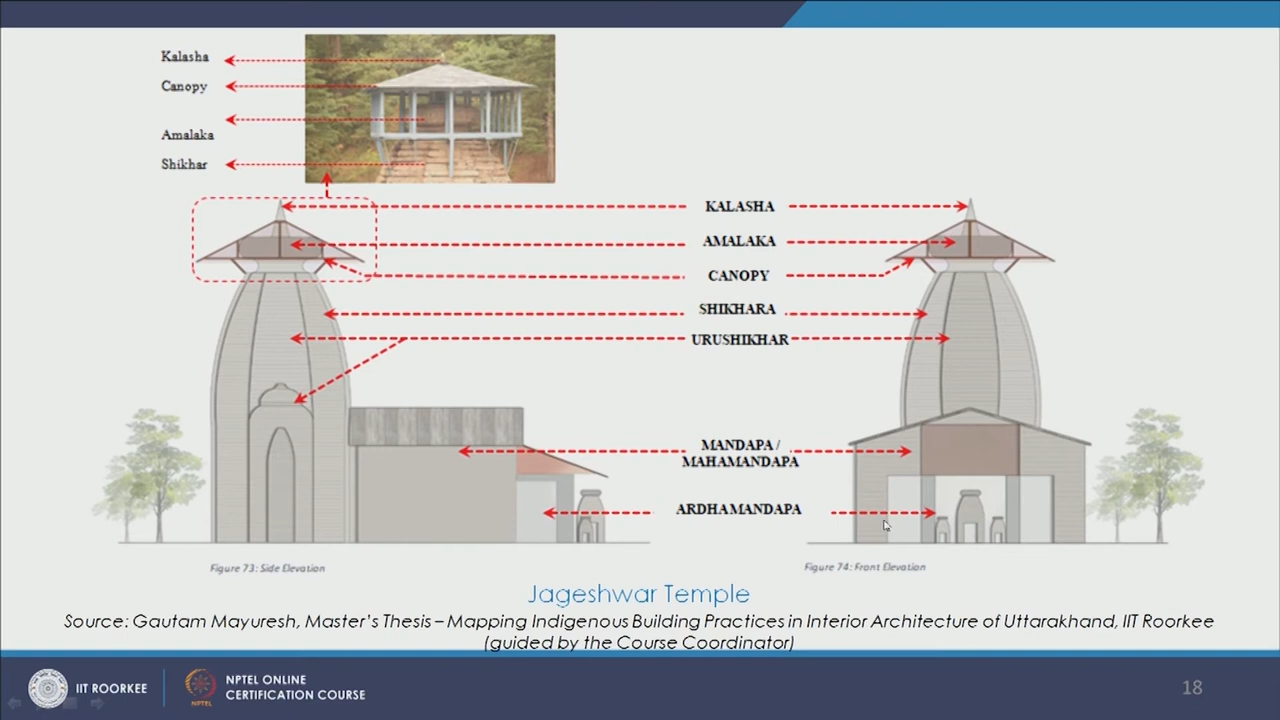 Kalasha
Canopy
Amalaka
Shikhar
KALASHA
AMALAKA
CANOPY
SHIKHARA
URUSHIKHAR
MANDAPA /
MAHAMANDAPA
ARDHAMANDAPA
Figure 73: Side Elevation
Figure 74: Front Elevation
Jageshwar Temple
Source: Gautam Mayuresh, Master's Thesis – Mapping Indigenous Building Practices in Interior Architecture of Uttarakhand, IIT Roorkee
(guided by the Course Coordinator)
IIT ROORKEE
NPTEL
NPTEL ONLINE
CERTIFICATION COURSE
18